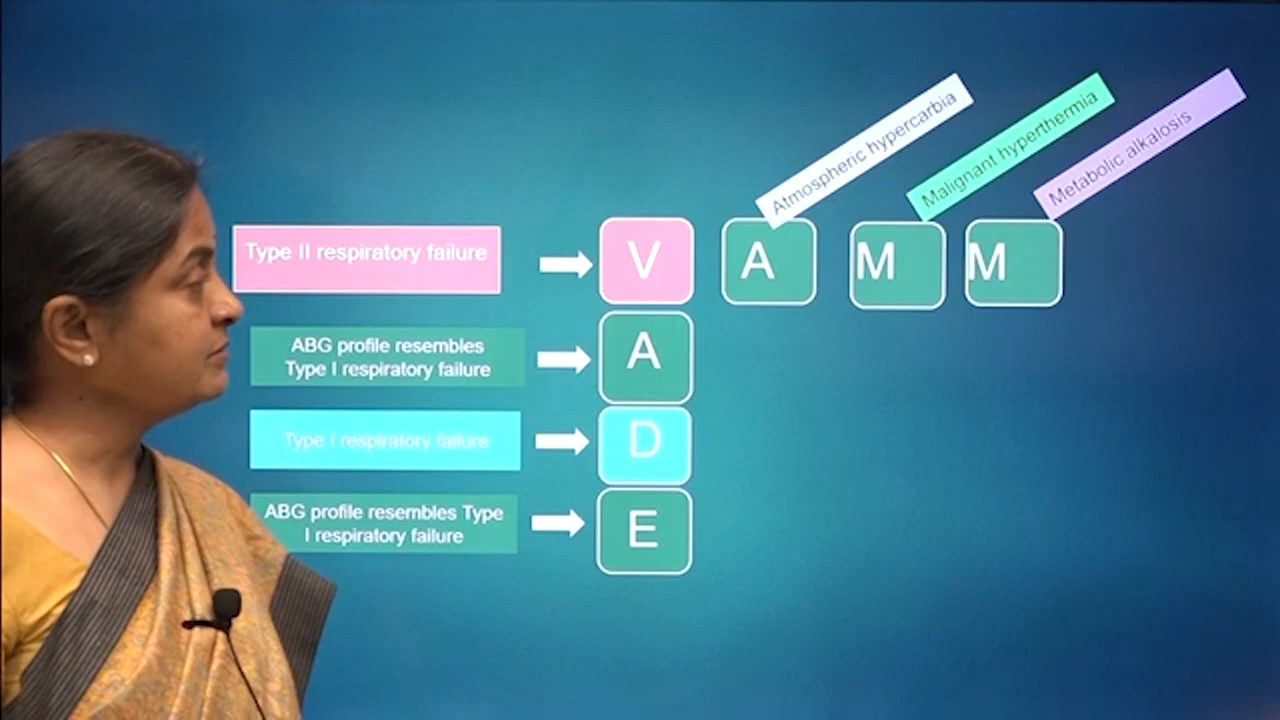 Atmospheric hypercarbia
Malignant hyperthermia
Metabolic alkalosis
Type II respiratory failure
V
A
M
M
ABG profile resembles
Type I respiratory failure
A
Type I respiratory failure
D
ABG profile resembles Type
I respiratory failure
E